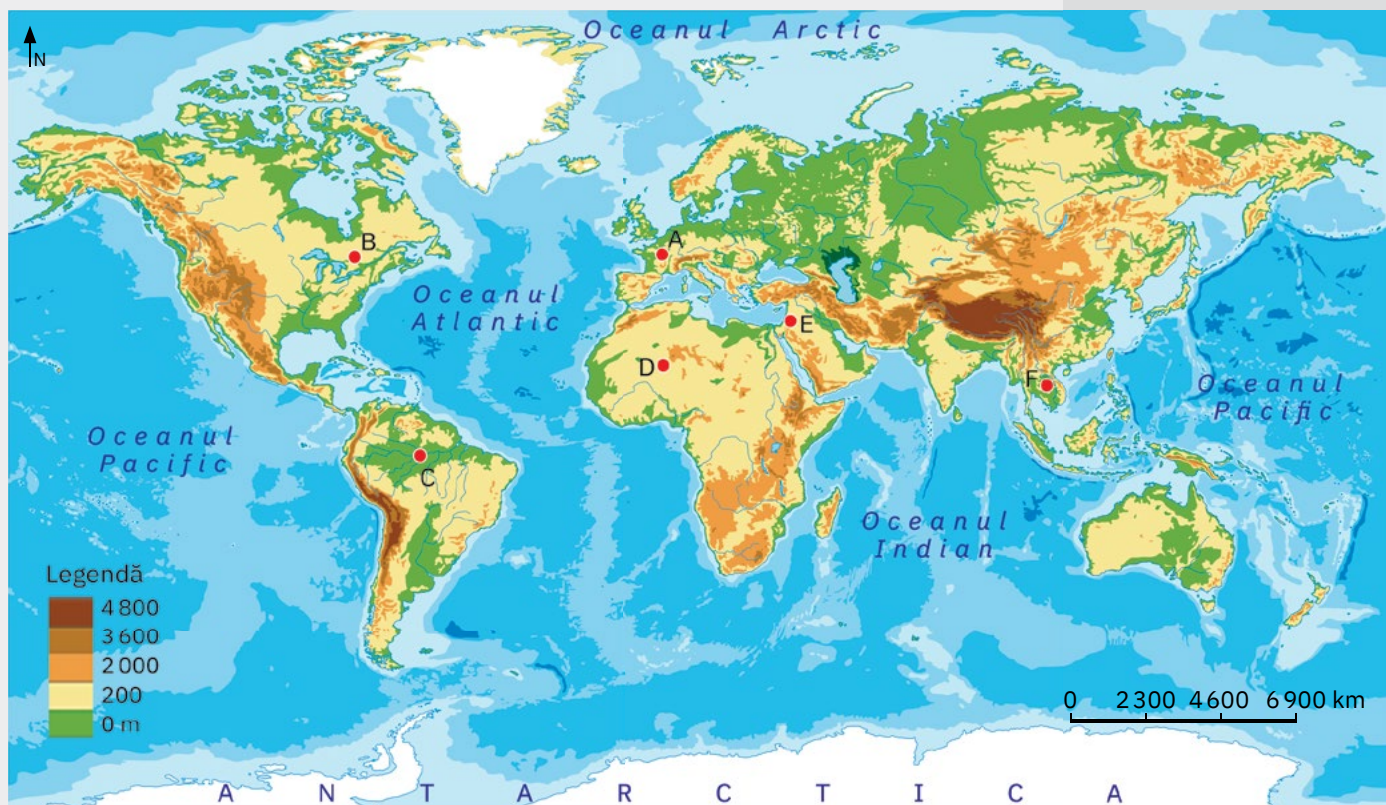 Oceanul Arctic
N
B
A
Oceanul
Atlantic
E
D
F
Oceanul
Pacific
Oceanul
Pacific
C
Oceanul
Indian
Legendă
4 800
3 600
2 000
200
0 m
0 2 300 4 600 6 900 km
A N T A R C T I C A